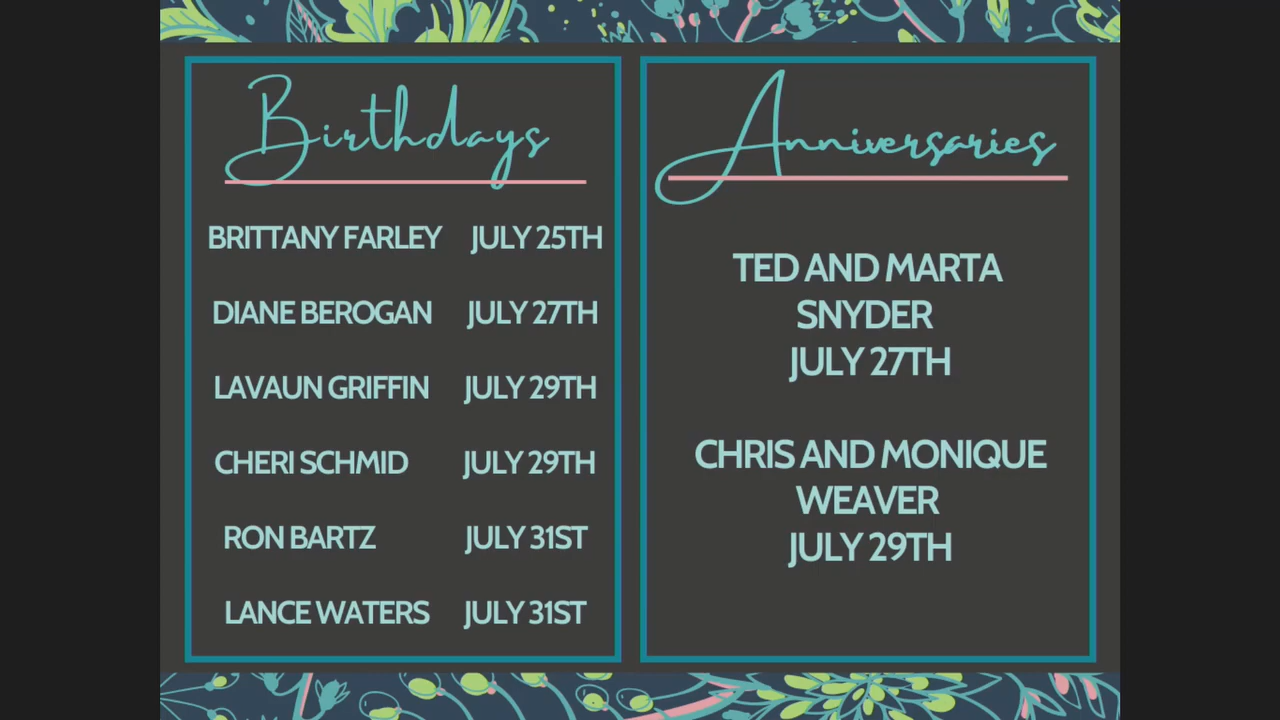 Birthdays
BRITTANY FARLEY JULY 25TH
DIANE BEROGAN JULY 27TH
LAVAUN GRIFFIN JULY 29TH
CHERI SCHMID JULY 29TH
RON BARTZ JULY 31ST
LANCE WATERS JULY 31ST
Anniversaries
TED AND MARTA
SNYDER
JULY 27TH
CHRIS AND MONIQUE
WEAVER
JULY 29TH